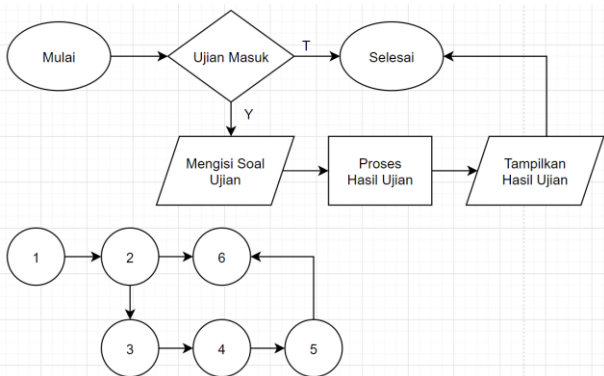 Mulai
Ujian Masuk
T
Selesai
Y
Mengisi Soal
Ujian
Proses
Hasil Ujian
Tampilkan
Hasil Ujian
1
2
6
3
4
5